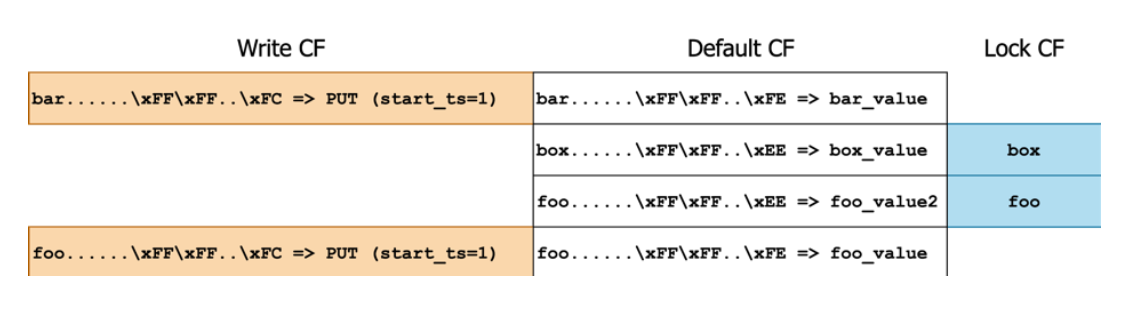 Write CF Default CF Lock CF
bar......\xFF\xFF..\xFC => PUT (start_ts=1) bar......\xFF\xFF..\xFE => bar_value
box......\xFF\xFF..\xEE => box_value box
foo......\xFF\xFF..\xEE => foo_value2 foo
foo......\xFF\xFF..\xFC => PUT (start_ts=1) foo......\xFF\xFF..\xFE => foo_value